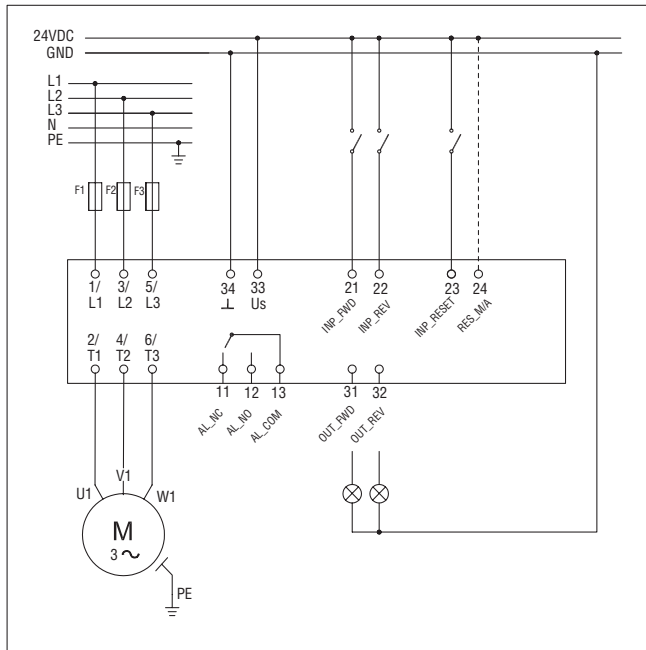 24VDC
GND
L1
L2
L3
N
PE
F1 F2 F3
1/ 3/ 5/ 34 33 21 22 23 24
L1 L2 L3 ⊥ Us INP_FWD INP_REV INP_RESET RES_M/A
2/ 4/ 6/
T1 T2 T3
11 12 13 31 32
AL_NC AL_NO AL_COM OUT_FWD OUT_REV
U1 V1 W1
M
3 ~
PE